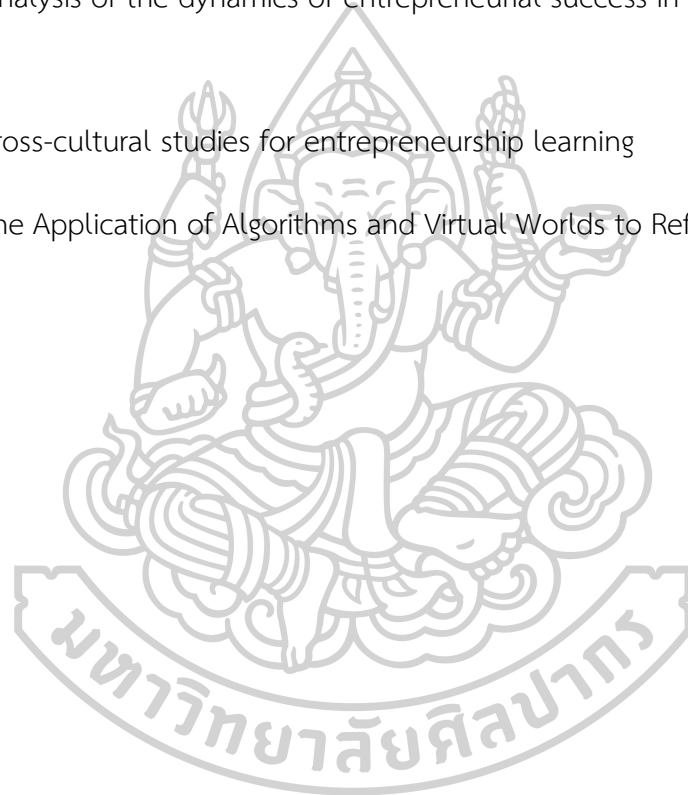 nalysis of the dynamics of entrepreneurial success in
ross-cultural studies for entrepreneurship learning
he Application of Algorithms and Virtual Worlds to Ref
มหาวิทยาลัยศิลปากร